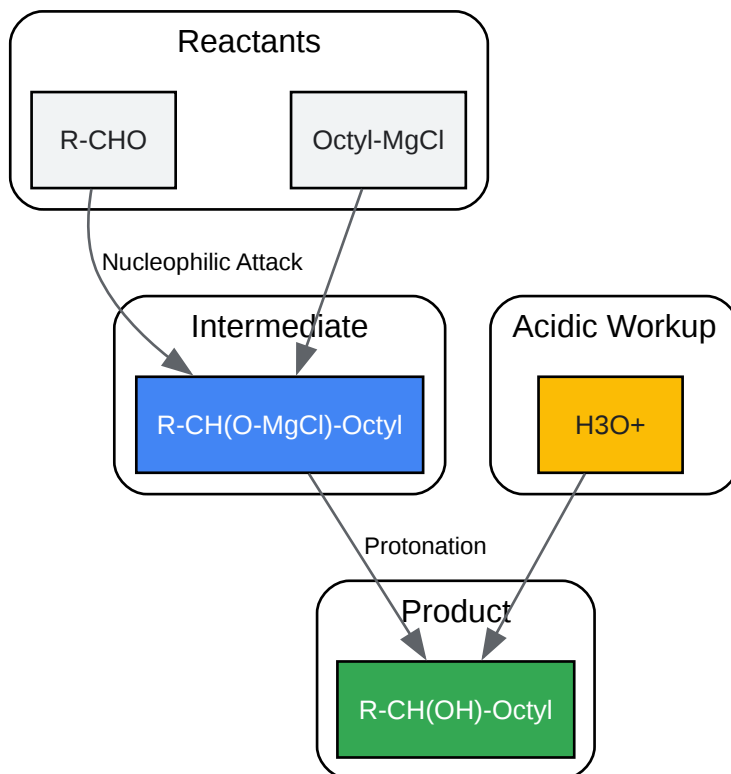 Reactants
R-CHO
Octyl-MgCl
Nucleophilic Attack
Intermediate
Acidic Workup
R-CH(O-MgCl)-Octyl
H3O+
Protonation
Product
R-CH(OH)-Octyl